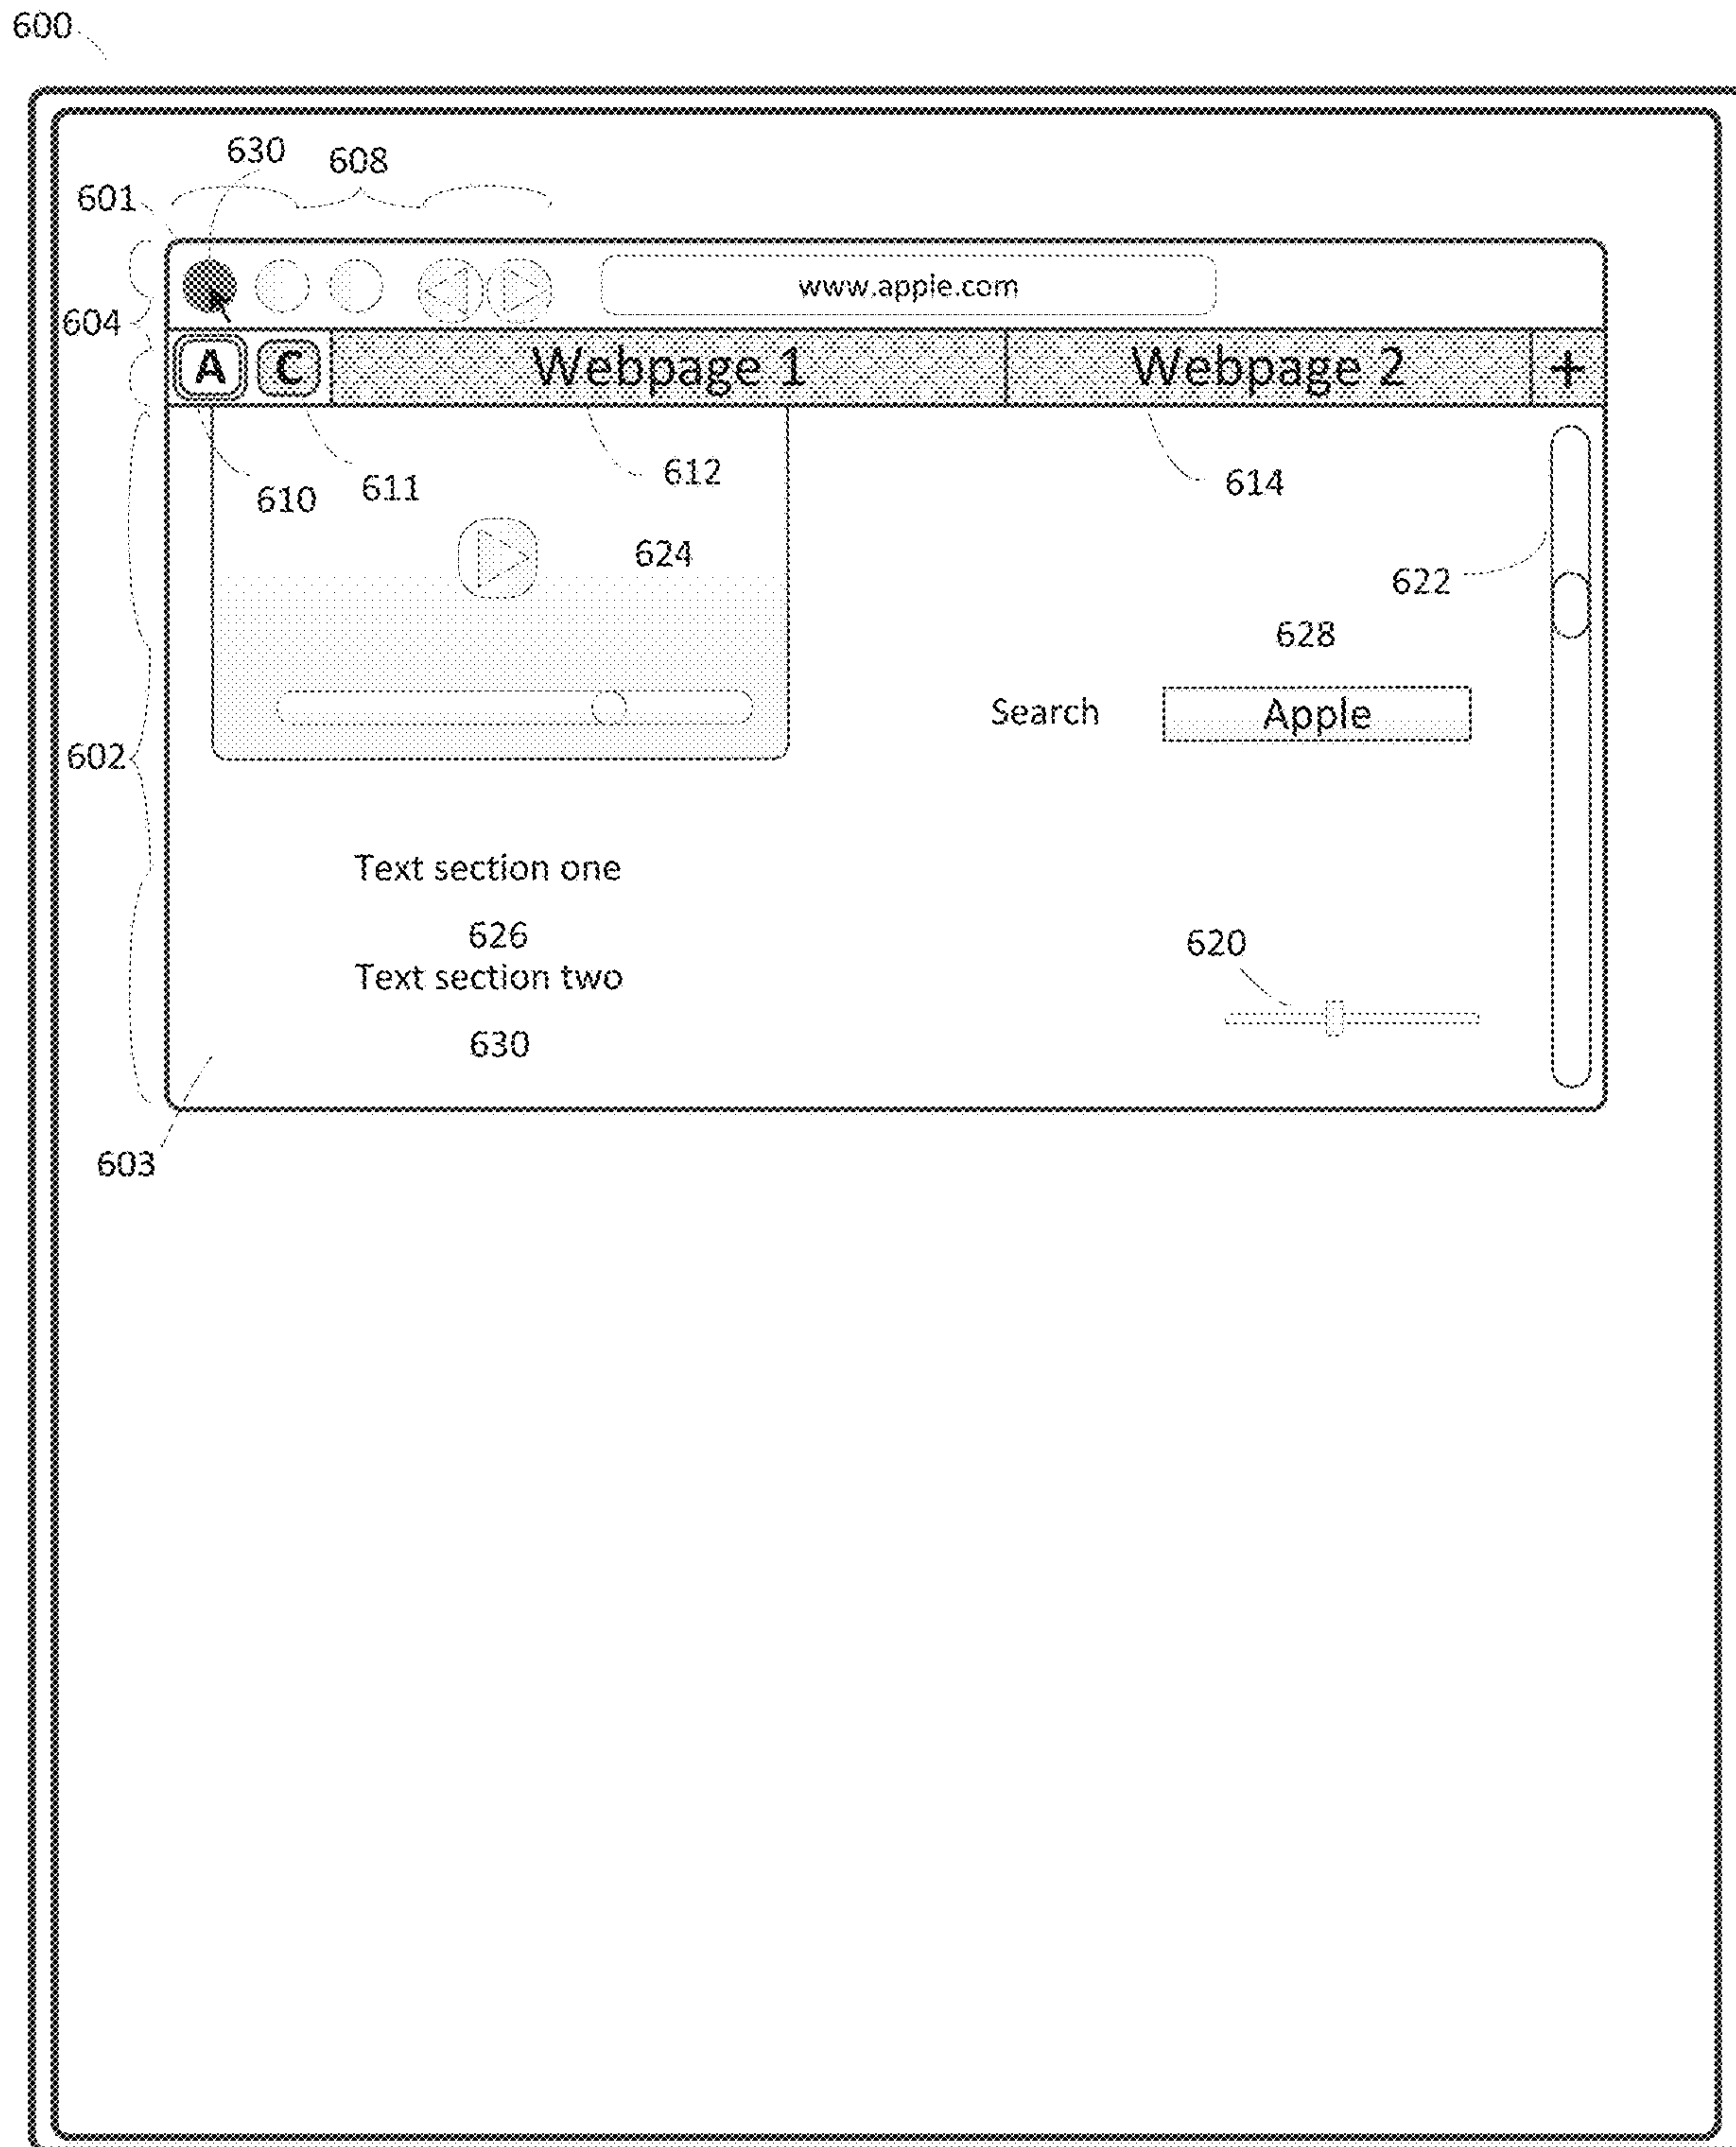 600
630 608
601
www.apple.com
604
A C Webpage 1 Webpage 2 +
610 611 612 614
624
622
628
602
Search Apple
Text section one
626
Text section two
620
630
603